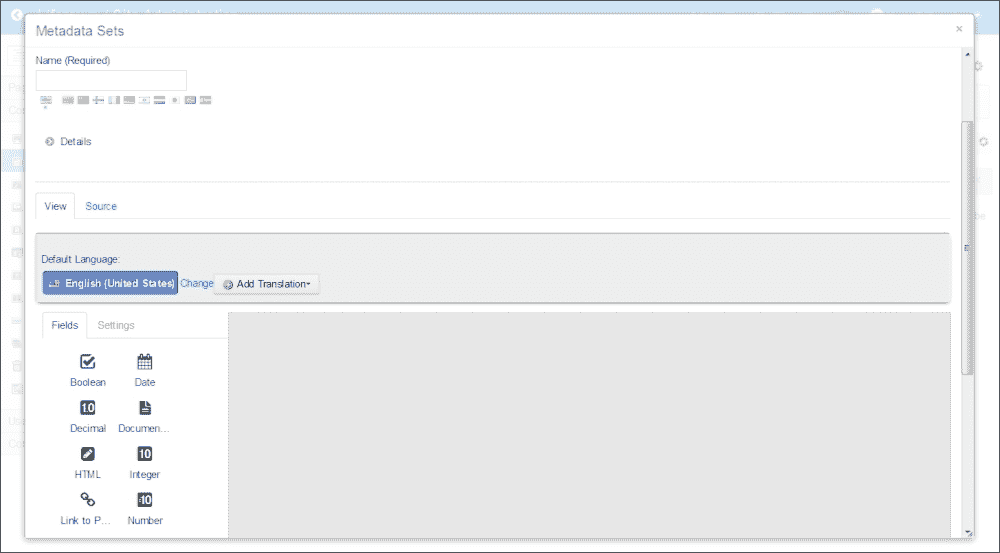 Metadata Sets ×
Name (Required)
Details
View Source
Default Language:
English (United States) Change Add Translation
Fields Settings
Boolean Date
10 Decimal Documen...
HTML 10 Integer
Link to P... 10 Number